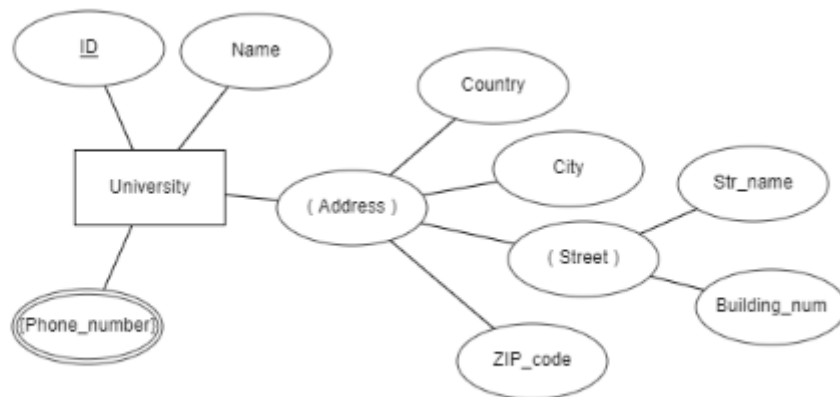 ID
Name
Country
University
City
( Address )
Str_name
( Street )
Building_num
[Phone_number]
ZIP_code